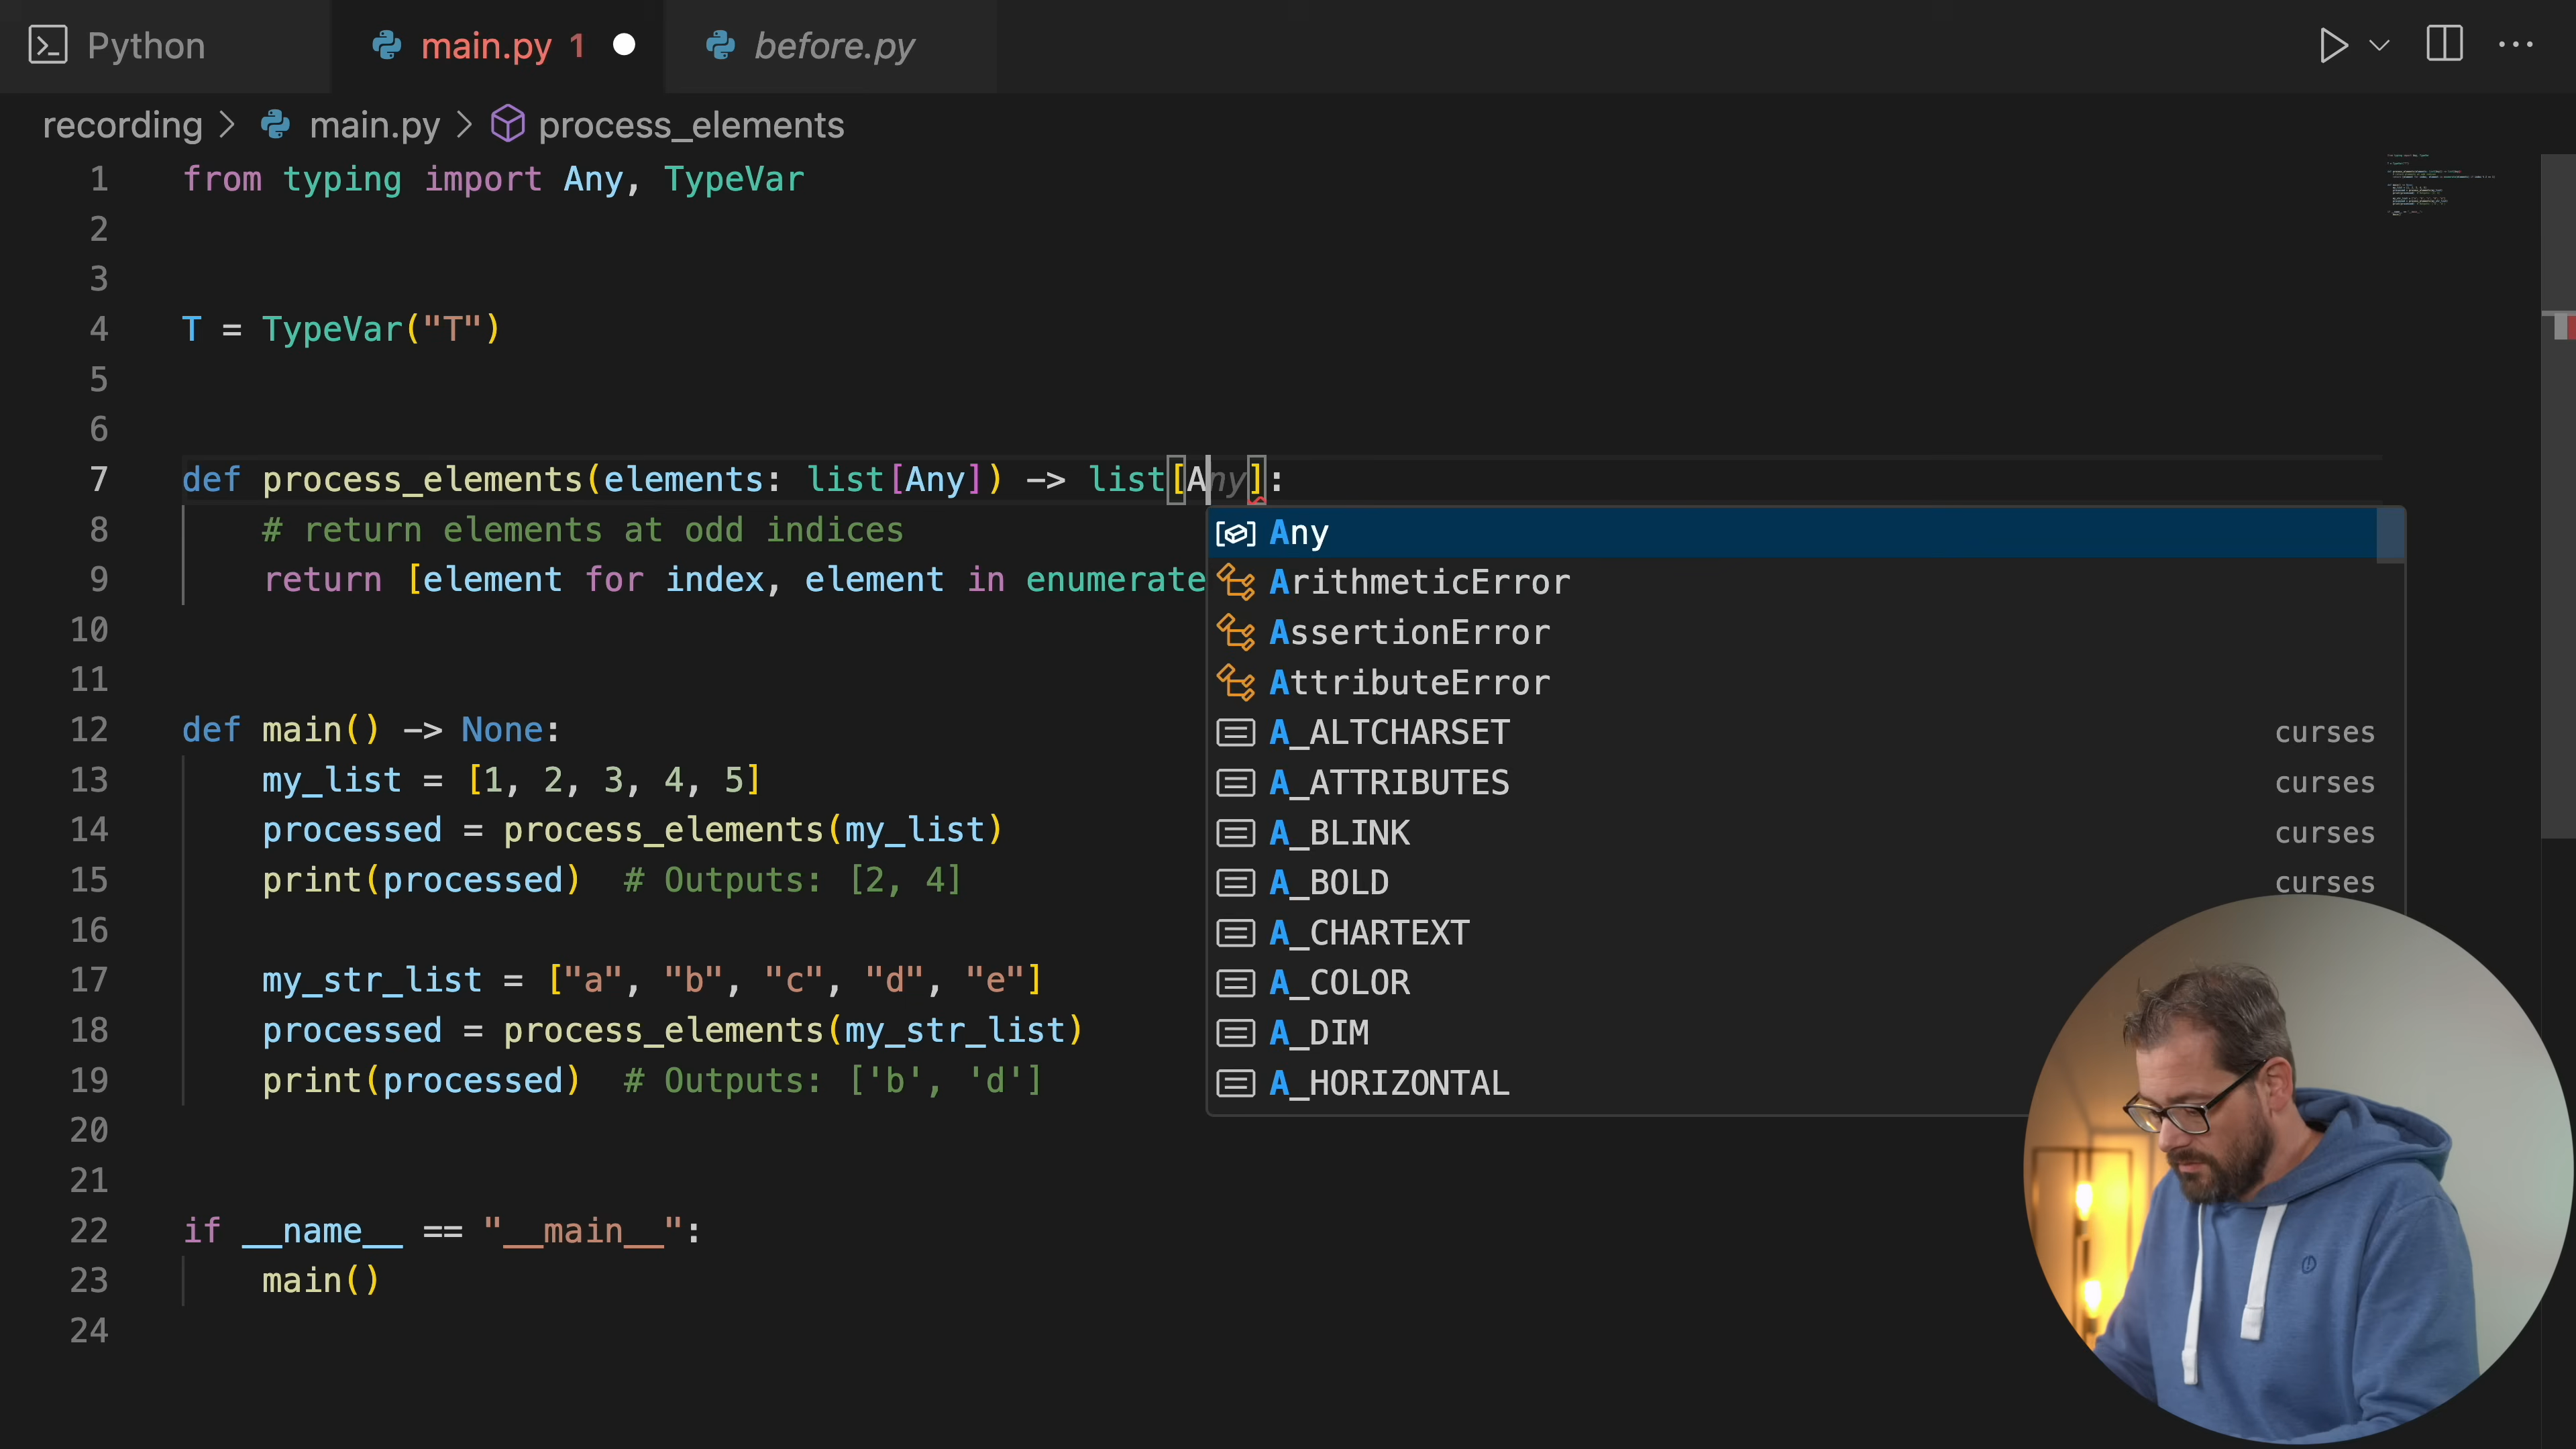 Python
main.py 1
before.py
recording > main.py > process_elements
1 from typing import Any, TypeVar
2
3
4 T = TypeVar("T")
5
6
7 def process_elements(elements: list[Any]) -> list[Any]:
8 # return elements at odd indices
9 return [element for index, element in enumerate
10
11
12 def main() -> None:
13 my_list = [1, 2, 3, 4, 5]
14 processed = process_elements(my_list)
15 print(processed)  # Outputs: [2, 4]
16
17 my_str_list = ["a", "b", "c", "d", "e"]
18 processed = process_elements(my_str_list)
19 print(processed)  # Outputs: ['b', 'd']
20
21
22 if __name__ == "__main__":
23 main()
24
Any
ArithmeticError
AssertionError
AttributeError
A_ALTCHARSET curses
A_ATTRIBUTES curses
A_BLINK curses
A_BOLD curses
A_CHARTEXT
A_COLOR
A_DIM
A_HORIZONTAL